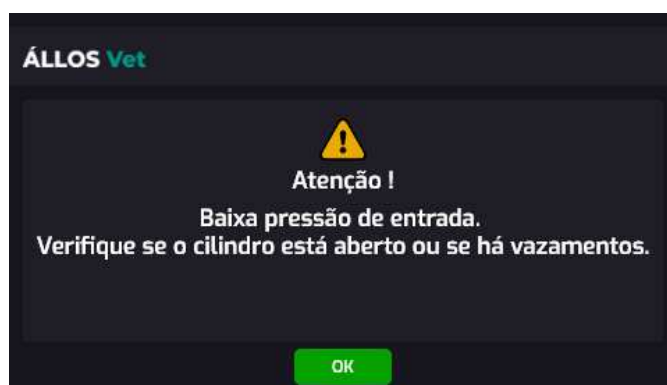 ÁLLOS Vet
Atenção !
Baixa pressão de entrada.
Verifique se o cilindro está aberto ou se há vazamentos.
OK